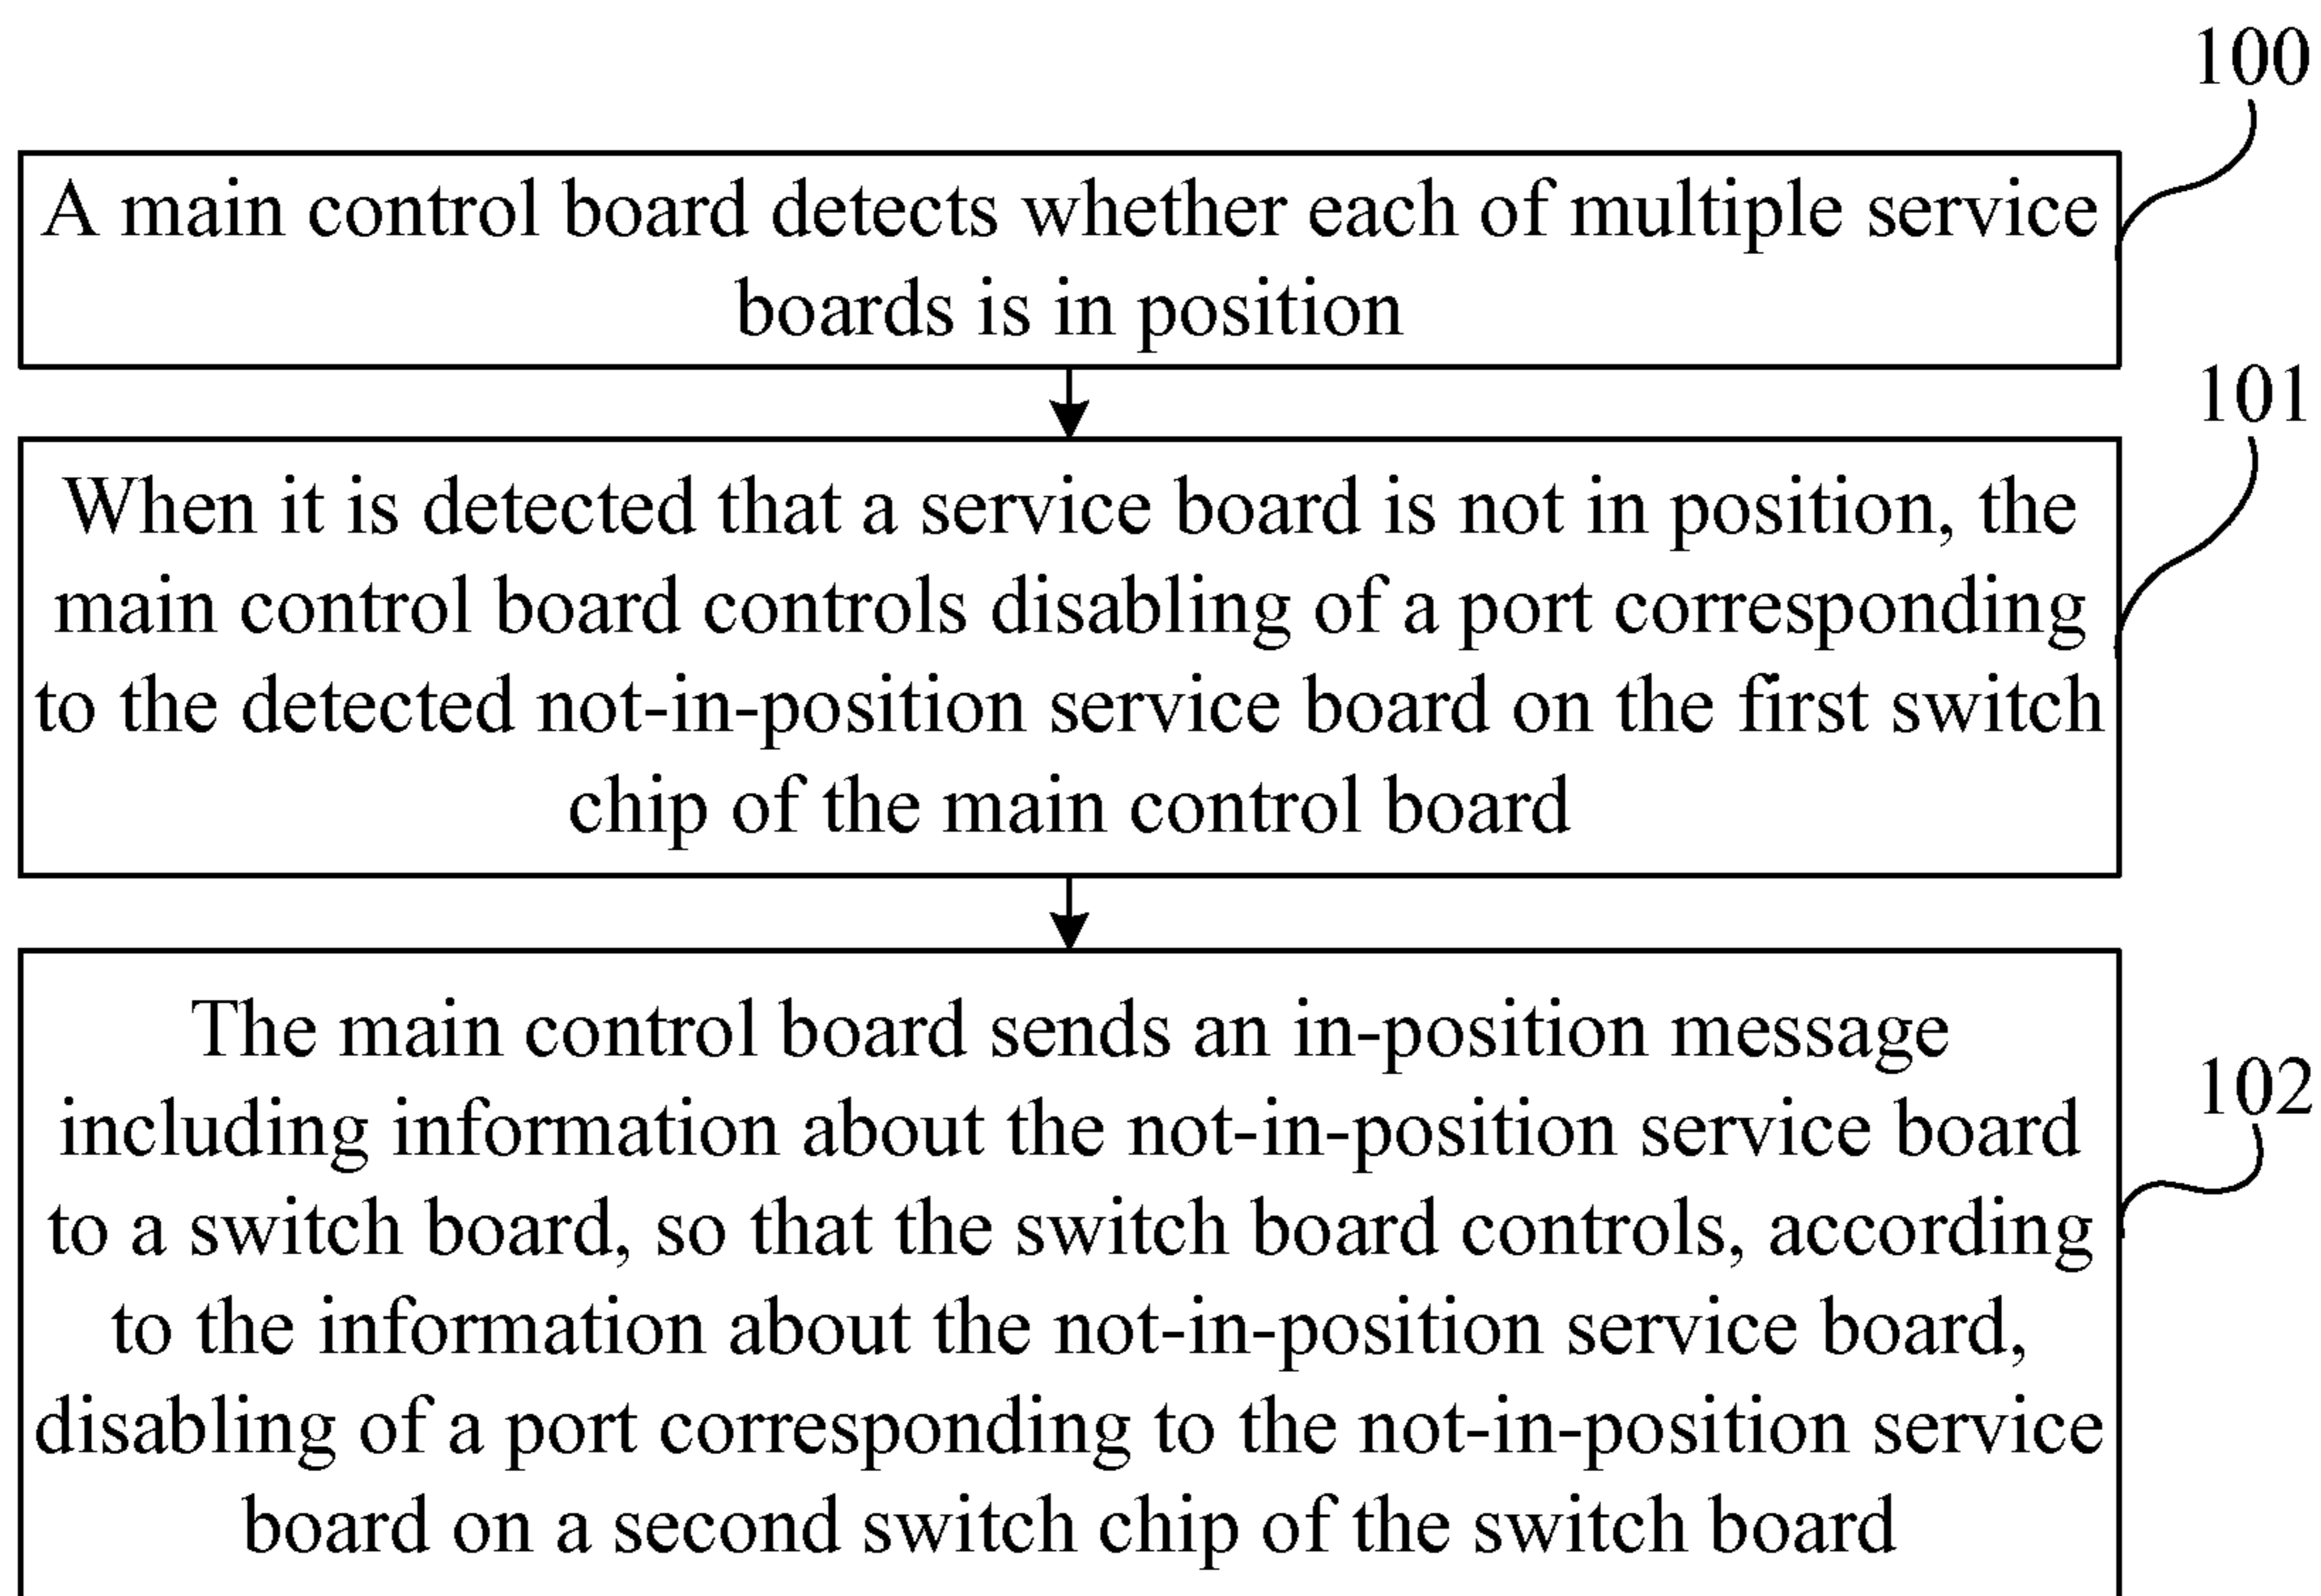 100
A main control board detects whether each of multiple service
boards is in position
101
When it is detected that a service board is not in position, the
main control board controls disabling of a port corresponding
to the detected not-in-position service board on the first switch
chip of the main control board
The main control board sends an in-position message
including information about the not-in-position service board
102
to a switch board, so that the switch board controls, according
to the information about the not-in-position service board,
disabling of a port corresponding to the not-in-position service
board on a second switch chip of the switch board